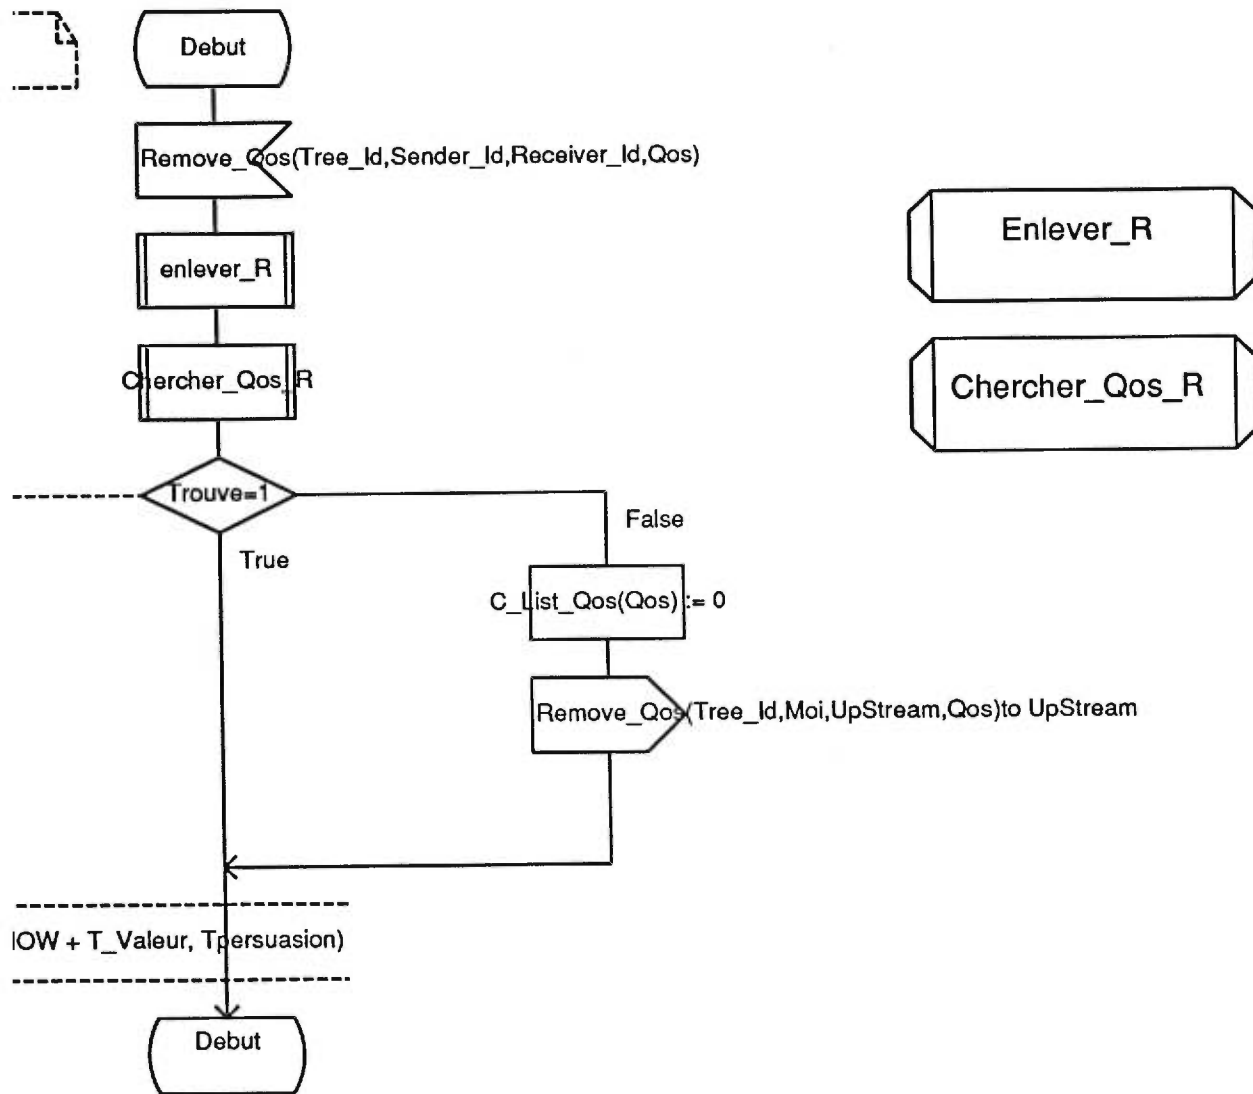 Debut
Remove_Qos(Tree_Id,Sender_Id,Receiver_Id,Qos)
Enlever_R
enlever_R
Chercher_Qos_R
Chercher_Qos_R
Trouve=1
False
True
C_List_Qos(Qos) := 0
Remove_Qos(Tree_Id,Moi,UpStream,Qos)to UpStream
+ T_Valeur, Tpersuasion)
Debut